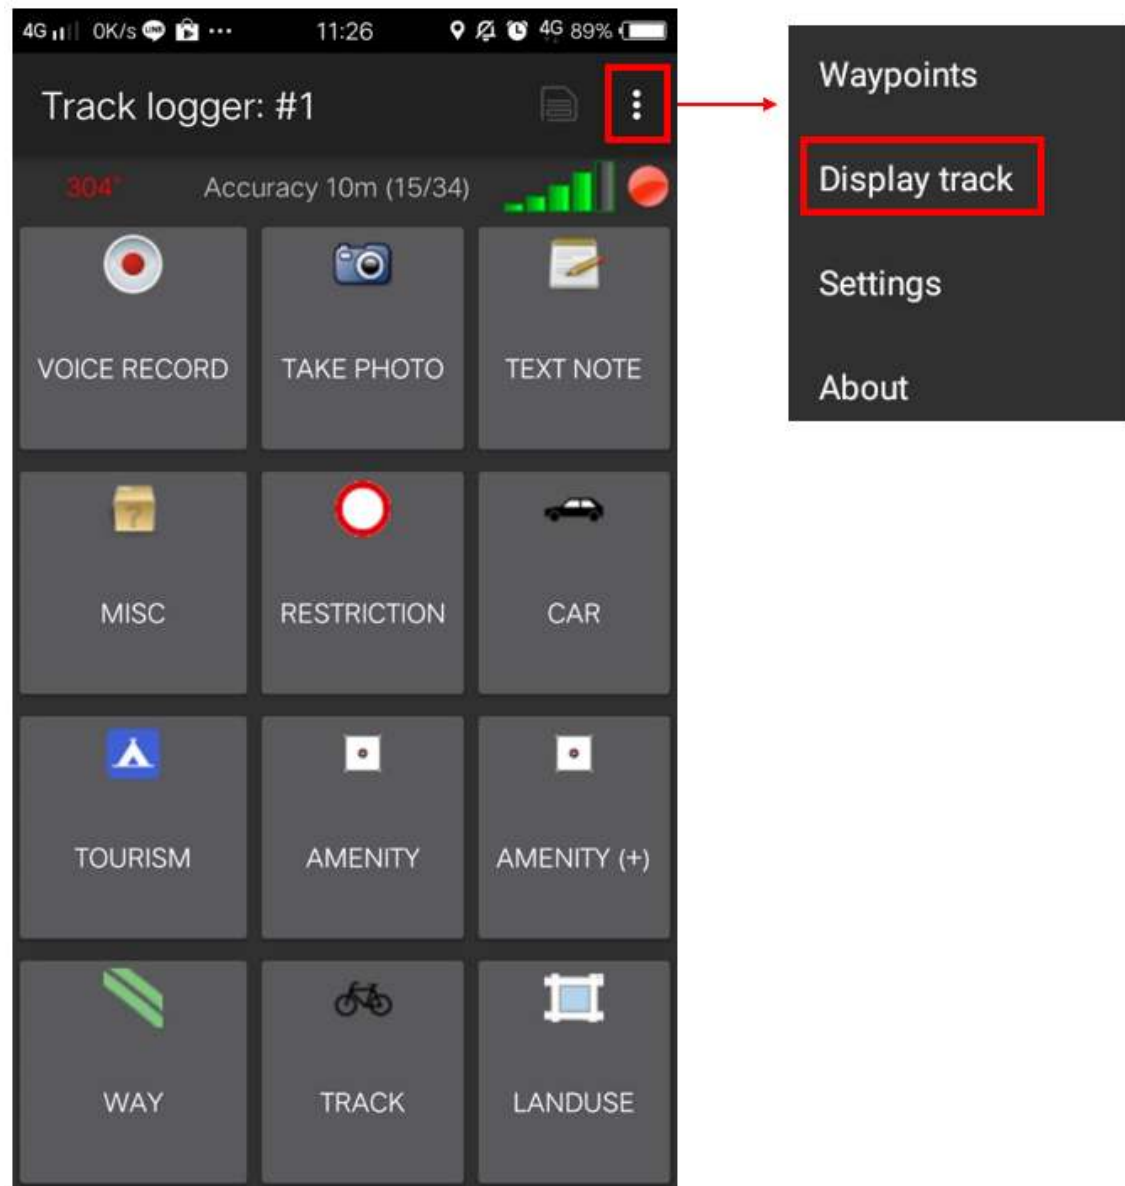 4G 0K/s LINE ··· 11:26 4G 89%
Track logger: #1
304° Accuracy 10m (15/34)
VOICE RECORD TAKE PHOTO TEXT NOTE
?
MISC RESTRICTION CAR
TOURISM AMENITY AMENITY (+)
WAY TRACK LANDUSE
Waypoints
Display track
Settings
About